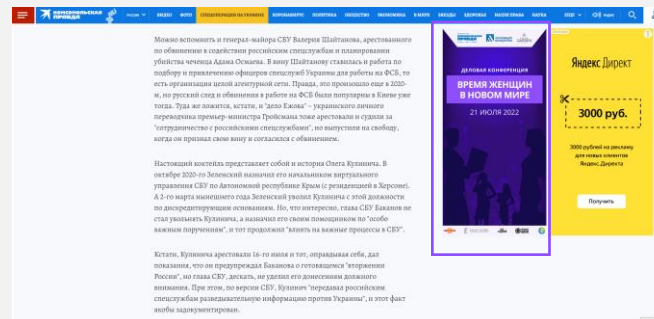 КОМСОМОЛЬСКАЯ ПРАВДА
РОССИЯ
ВИДЕО
ФОТО
СПЕЦОПЕРАЦИЯ НА УКРАИНЕ
КОРОНАВИРУС
ПОЛИТИКА
ОБЩЕСТВО
ЭКОНОМИКА
В МИРЕ
ЗВЕЗДЫ
ЗДОРОВЬЕ
НАУКА
ЕЩЕ
Можно вспомнить и генерал-майора СБУ Валерия Шайтанова, арестованного
по обвинению в содействии российским спецслужбам и планировании
убийства чеченца Адама Осмаева. В вину Шайтанову ставилась и работа по
подбору и привлечению офицеров спецслужб Украины для работы на ФСБ, то
есть организация целой агентурной сети. Правда, это произошло еще в 2020-
м, но русский след и обвинения в работе на ФСБ были популярны в Киеве уже
тогда. Туда же ложится, кстати, и "дело Ежова" – украинского личного
переводчика премьер-министра Гройсмана тоже арестовали и судили за
"сотрудничество с российскими спецслужбами", но выпустили на свободу,
когда он признал свою вину и согласился с обвинением.
Настоящий коктейль представляет собой и история Олега Кулинича. В
октябре 2020-го Зеленский назначил его начальником виртуального
управления СБУ по Автономной республике Крым (с резиденцией в Херсоне).
А 2-го марта нынешнего года Зеленский уволил Кулинича с этой должности
по дискредитирующим основаниям. Но, что интересно, глава СБУ Баканов не
стал увольнять Кулинича, а назначил его своим помощником по "особо
важным поручениям", и тот продолжил "влиять на важные процессы в СБУ".
Кстати, Кулинича арестовали 16-го июля и тот, оправдывая себя, дал
показания, что он предупреждал Баканова о готовящемся "вторжении
России", но глава СБУ, дескать, не уделил его донесениям должного
внимания. При этом, по версии СБУ, Кулинич "передавал российским
спецслужбам разведывательную информацию против Украины", и этот факт
якобы задокументирован.
ДЕЛОВАЯ КОНФЕРЕНЦИЯ
ВРЕМЯ ЖЕНЩИН
В НОВОМ МИРЕ
21 ИЮЛЯ 2022
Яндекс Директ
3000 руб.
3000 рублей на рекламу
для новых клиентов
Яндекс.Директа
Получить